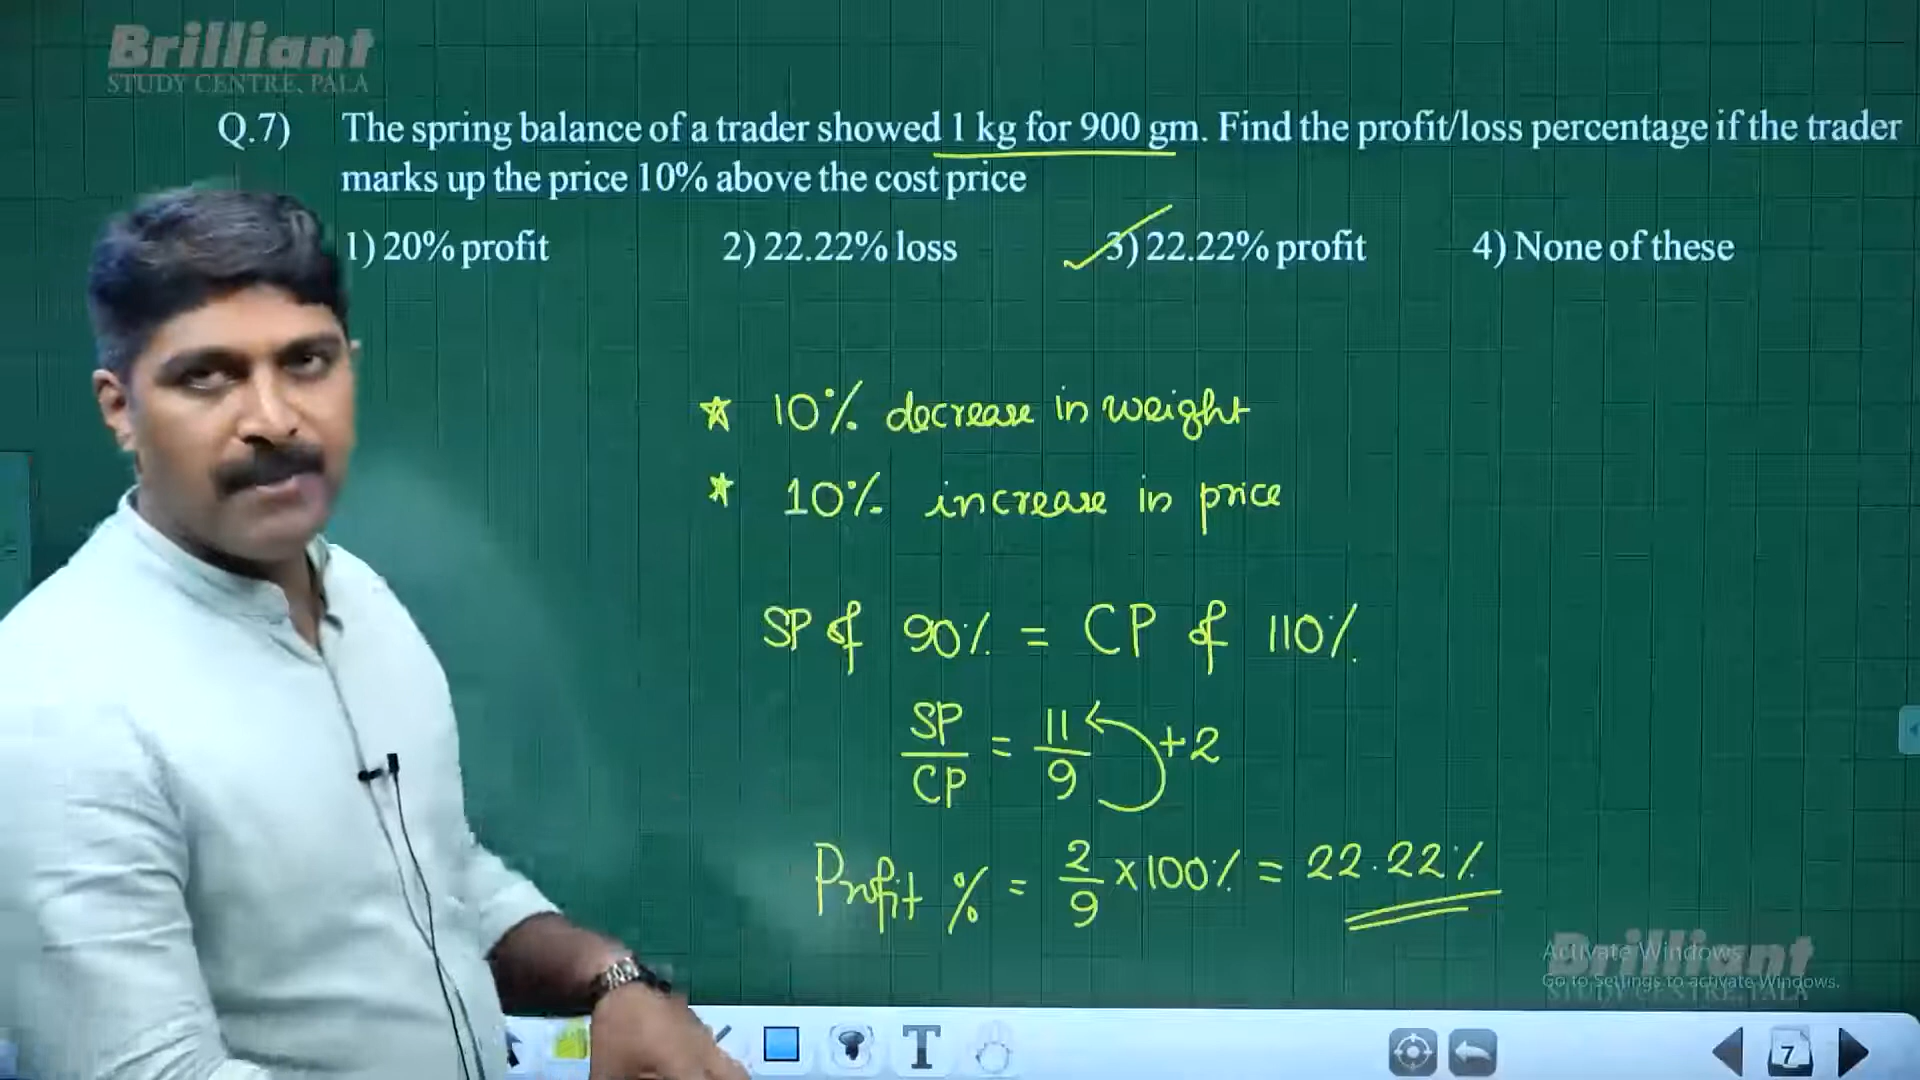 Brilliant
STUDY CENTRE, PALA
Q.7) The spring balance of a trader showed 1 kg for 900 gm. Find the profit/loss percentage if the trader
marks up the price 10% above the cost price
1) 20% profit 2) 22.22% loss 3) 22.22% profit 4) None of these
10% decrease in weight
10% increase in price
SP of 90% = CP of 110%
SP/CP = 11/9 +2
Profit % = 2/9 x 100% = 22.22%
Brilliant
STUDY CENTRE, PALA
Activate Windows
Go to Settings to activate Windows.
T
7